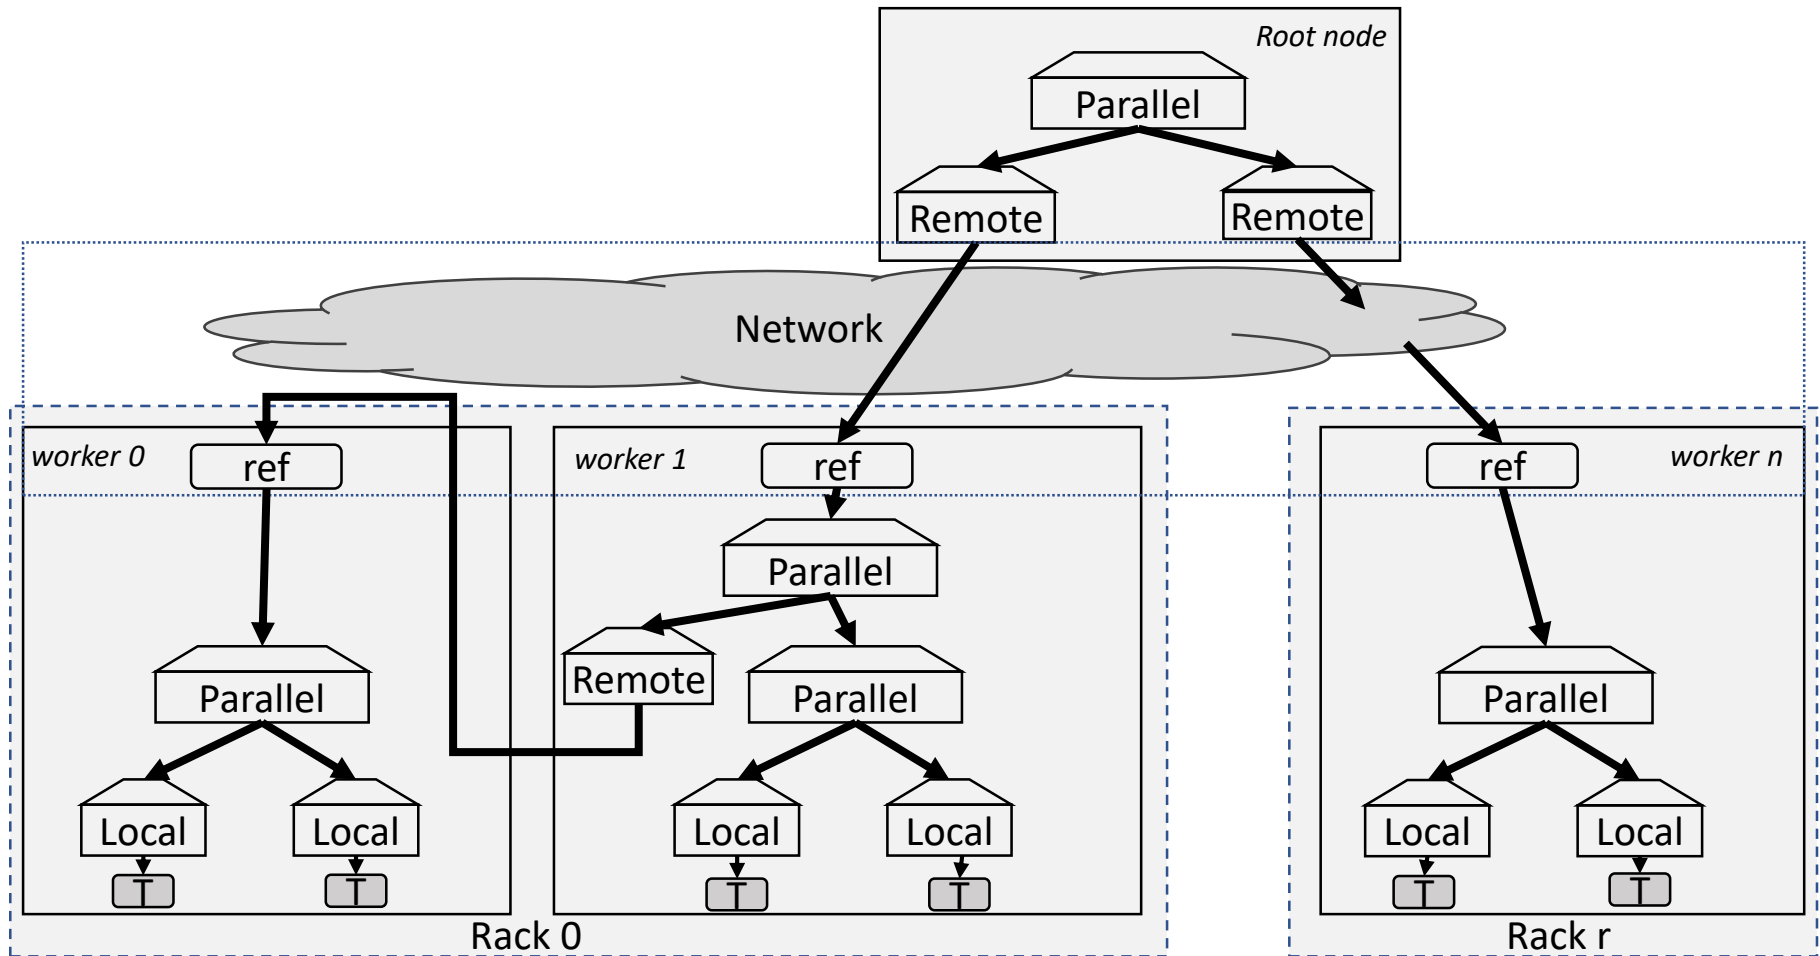 Root node
Parallel
Remote
Remote
Network
worker 0
ref
worker 1
ref
ref
worker n
Parallel
Remote
Parallel
Parallel
Parallel
Local
Local
Local
Local
Local
Local
T
T
T
T
T
T
Rack 0
Rack r